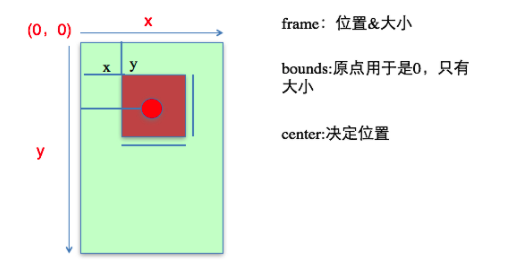 (0，0)
x
x
y
y
frame：位置&大小
bounds:原点用于是0，只有
大小
center:决定位置